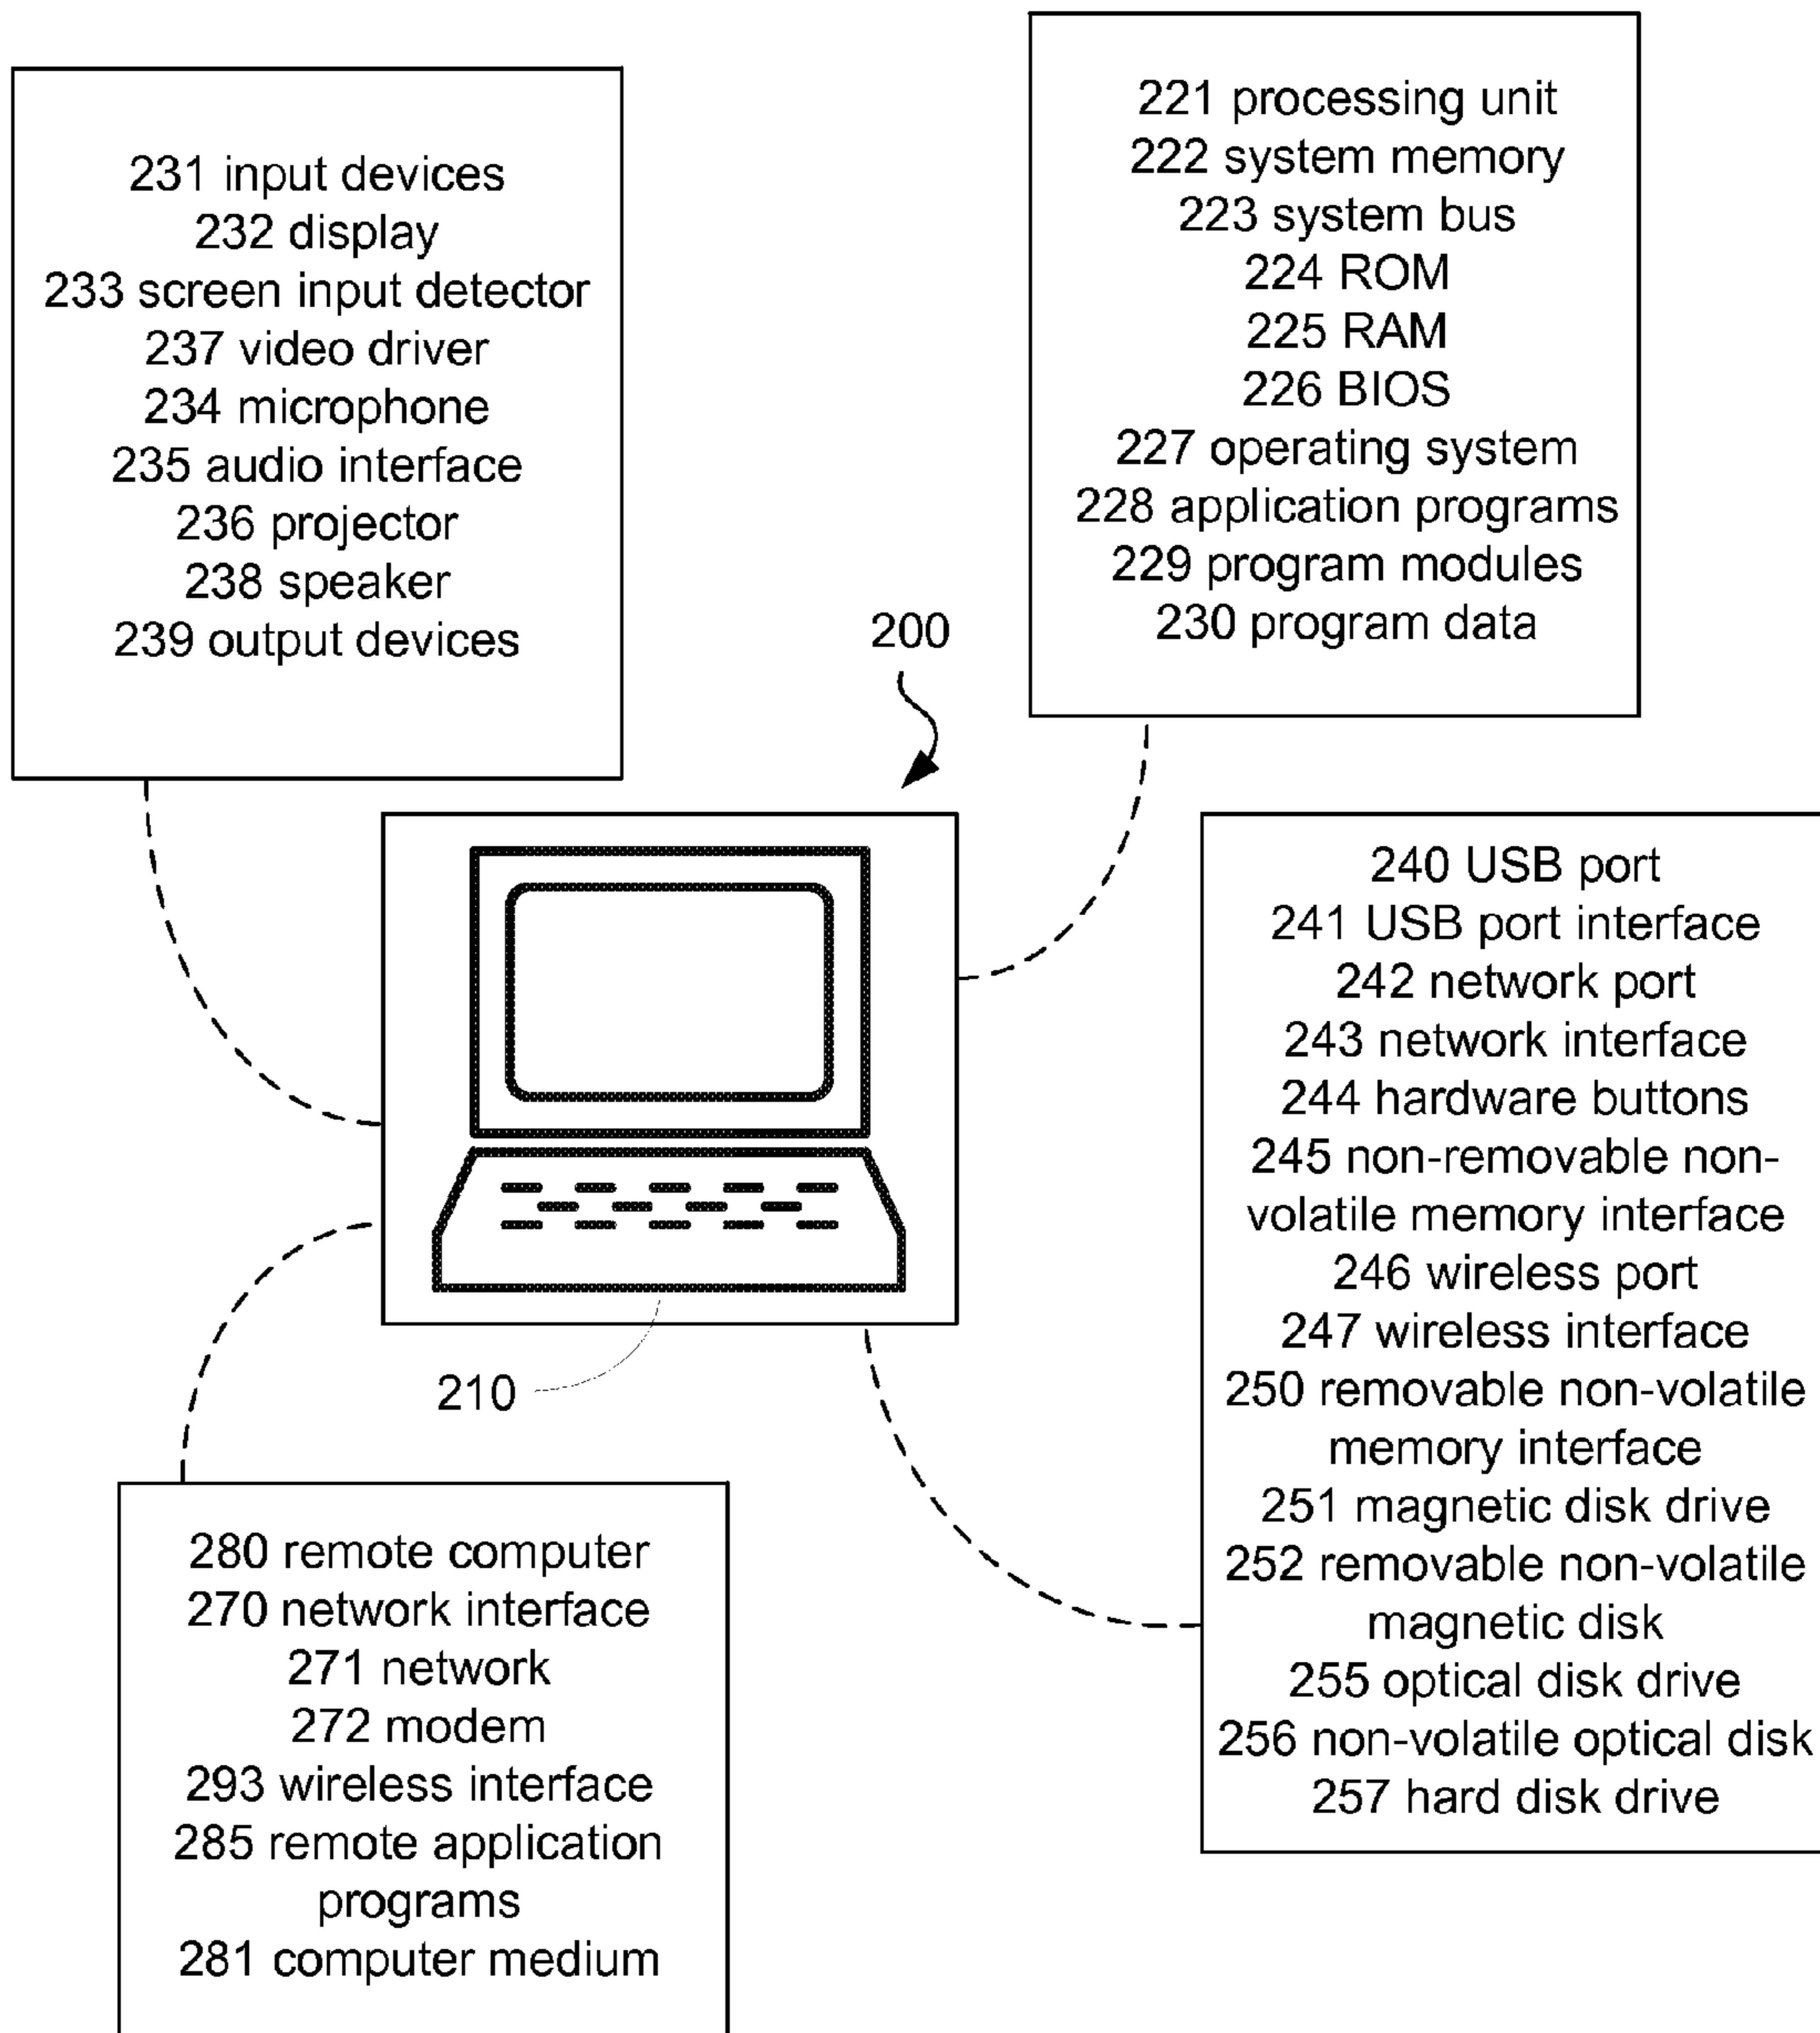 231 input devices
232 display
233 screen input detector
237 video driver
234 microphone
235 audio interface
236 projector
238 speaker
239 output devices
221 processing unit
222 system memory
223 system bus
224 ROM
225 RAM
226 BIOS
227 operating system
228 application programs
229 program modules
230 program data
200
210
240 USB port
241 USB port interface
242 network port
243 network interface
244 hardware buttons
245 non-removable non-
volatile memory interface
246 wireless port
247 wireless interface
250 removable non-volatile
memory interface
251 magnetic disk drive
252 removable non-volatile
magnetic disk
255 optical disk drive
256 non-volatile optical disk
257 hard disk drive
280 remote computer
270 network interface
271 network
272 modem
293 wireless interface
285 remote application
programs
281 computer medium